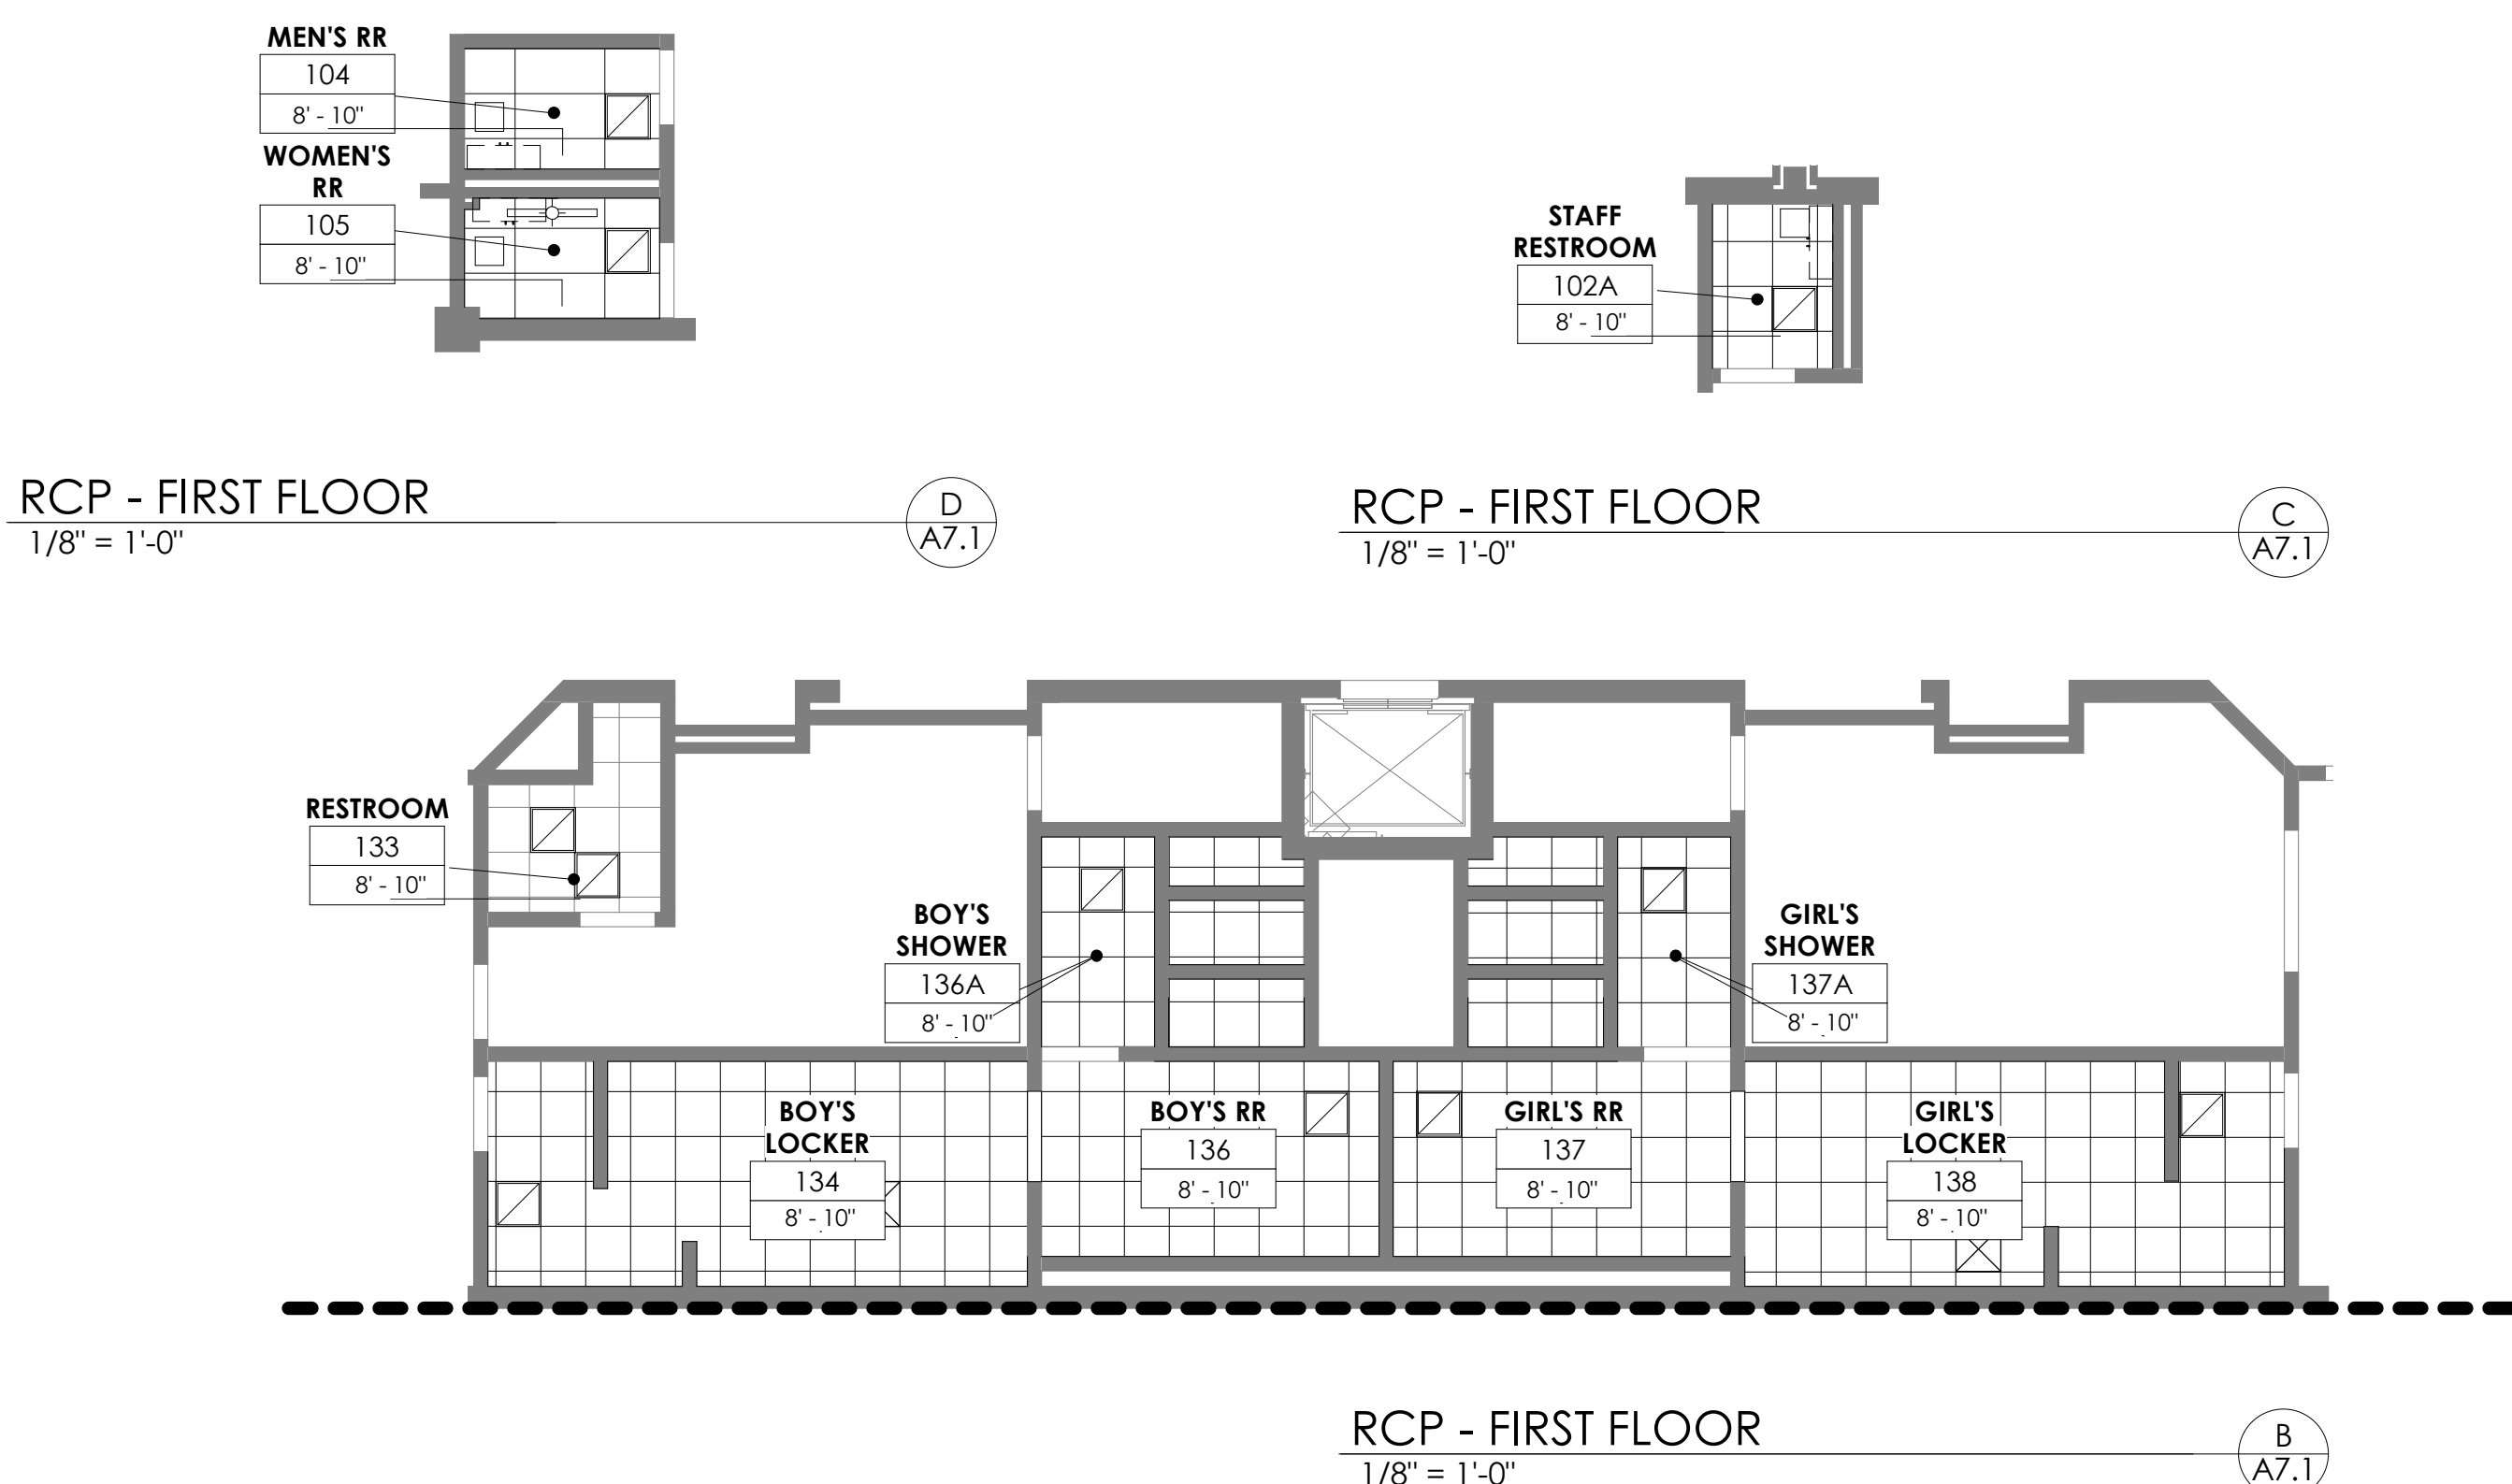 MEN'S RR
104
8' - 10"
WOMEN'S
RR
105
8' - 10"
STAFF
RESTROOM
102A
8' - 10"
RCP - FIRST FLOOR
1/8" = 1'-0"
D
A7.1
RCP - FIRST FLOOR
1/8" = 1'-0"
C
A7.1
RESTROOM
133
8' - 10"
BOY'S
SHOWER
136A
8' - 10"
GIRL'S
SHOWER
137A
8' - 10"
BOY'S
LOCKER
134
8' - 10"
BOY'S RR
136
8' - 10"
GIRL'S RR
137
8' - 10"
GIRL'S
LOCKER
138
8' - 10"
RCP - FIRST FLOOR
1/8" = 1'-0"
B
A7.1